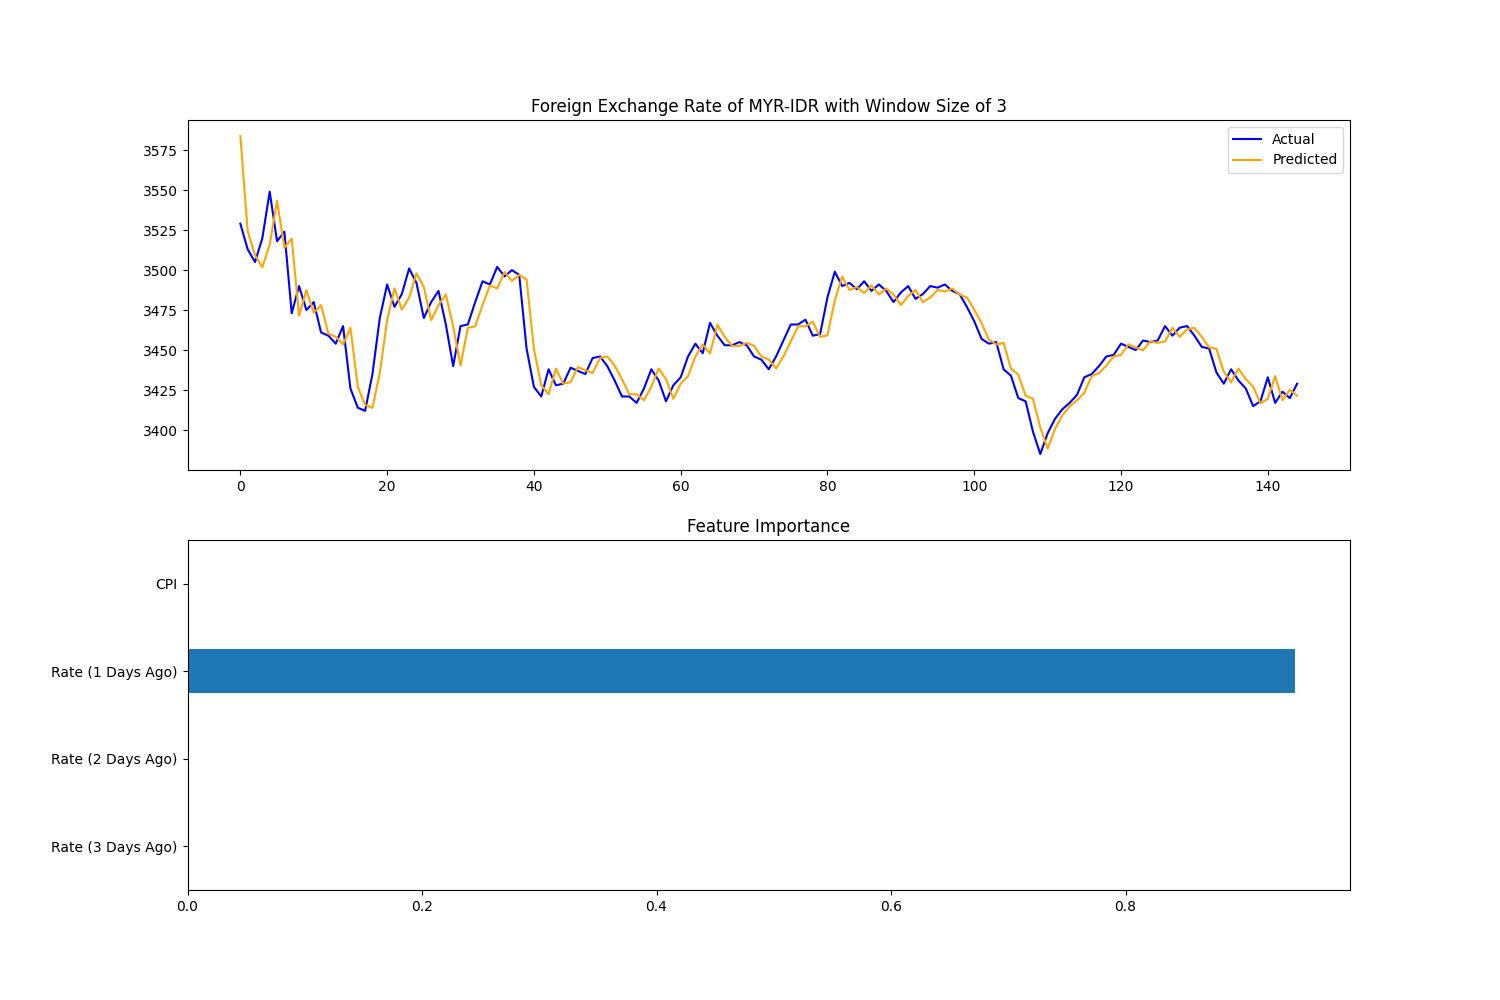 Foreign Exchange Rate of MYR-IDR with Window Size of 3
Actual
Predicted
3575
3550
3525
3500
3475
3450
3425
3400
0 20 40 60 80 100 120 140
Feature Importance
CPI
Rate (1 Days Ago)
Rate (2 Days Ago)
Rate (3 Days Ago)
0.0 0.2 0.4 0.6 0.8